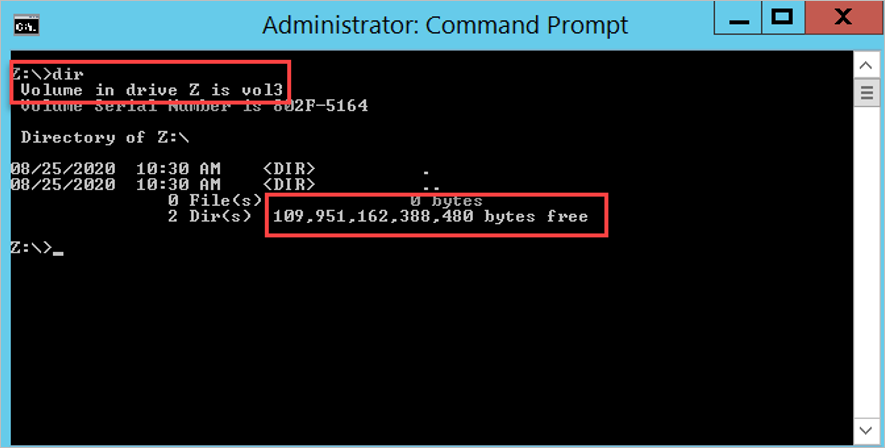 C:\.
Administrator: Command Prompt
Z:\>dir
Volume in drive Z is vol3
Volume Serial Number is 802F-5164
Directory of Z:\
08/25/2020 10:30 AM <DIR> .
08/25/2020 10:30 AM <DIR> ..
0 File(s) 0 bytes
2 Dir(s) 109,951,162,388,480 bytes free
Z:\>_